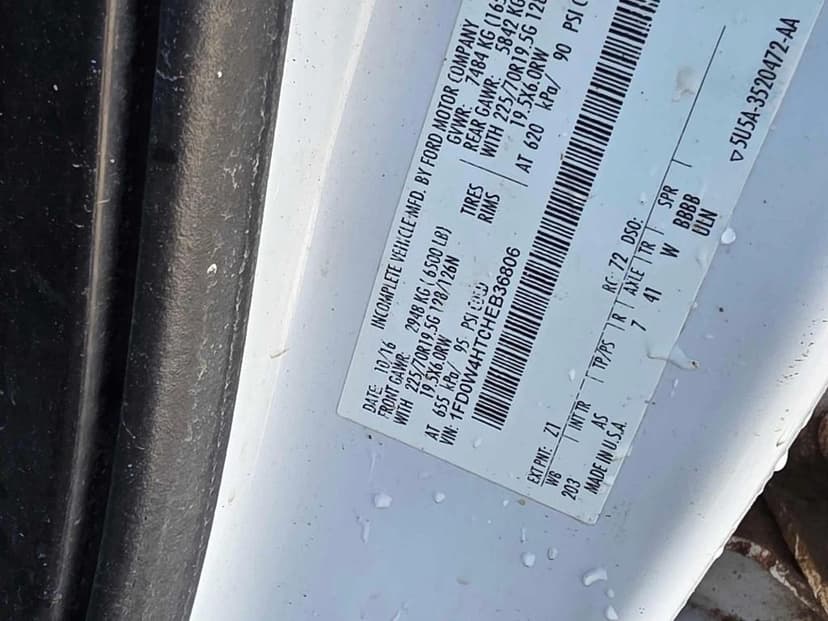 INCOMPLETE VEHICLE-MFD. BY FORD MOTOR COMPANY
DATE: 10/16 GVWR: 7484 KG (16
FRONT GAWR: 2948 KG (6500 LB) REAR GAWR: 5842 KG
WITH 225/70R19.5G 128/126N TIRES WITH 225/70R19.5G 128
19.5X6.0RW RIMS 19.5X6.0RW
AT 655 kPa/ 95 PSI COLD AT 620 kPa/ 90 PSI
VIN: 1FD0W4HTCHEB36806
EXT PNT: Z1 RC: 72 DSO:
WB INT TR TP/PS R AXLE TR SPR
203 AS 7 41 W BBBB
MADE IN U.S.A. ULN
▽5U5A-3520472-AA